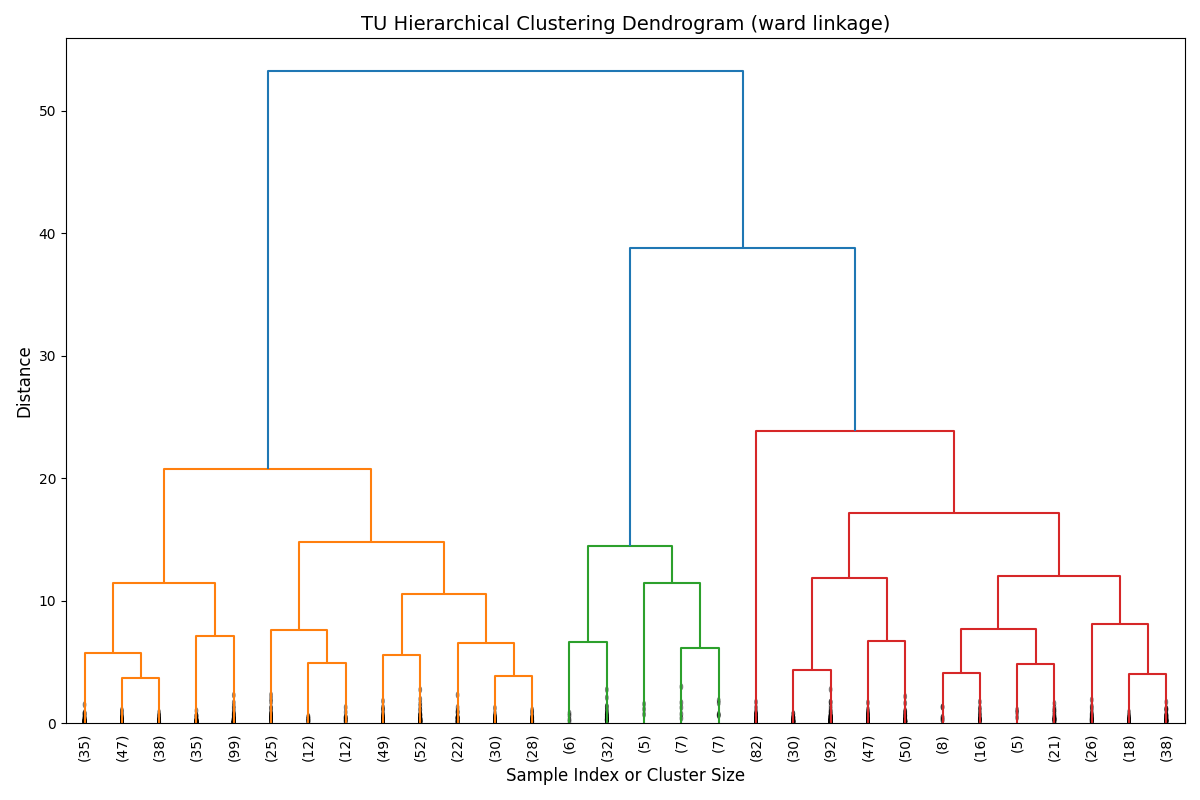 TU Hierarchical Clustering Dendrogram (ward linkage)
Distance
50
40
30
20
10
0
(35) (47) (38) (35) (99) (25) (12) (12) (49) (52) (22) (30) (28) (6) (32) (5) (7) (7) (82) (30) (92) (47) (50) (8) (16) (5) (21) (26) (18) (38)
Sample Index or Cluster Size